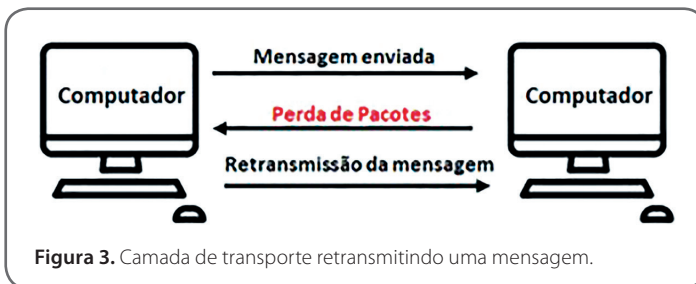 Mensagem enviada
Computador
Computador
Perda de Pacotes
Retransmissão da mensagem
Figura 3. Camada de transporte retransmitindo uma mensagem.